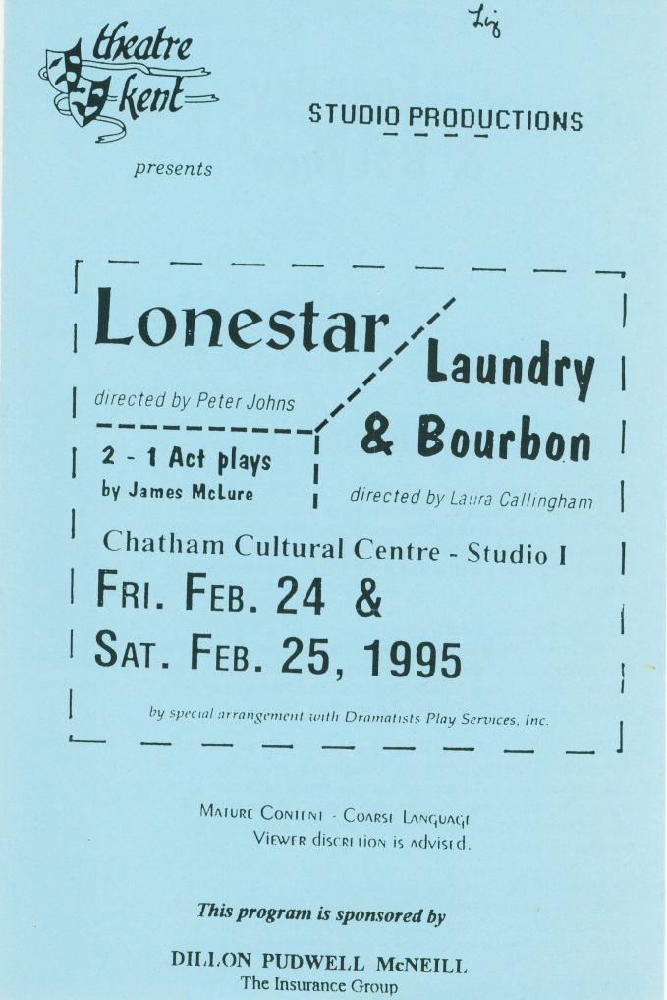 Liz
theatre
kent
STUDIO PRODUCTIONS
presents
Lonestar
directed by Peter Johns
Laundry
& Bourbon
directed by Laura Callingham
2 - 1 Act plays
by James McLure
Chatham Cultural Centre - Studio I
FRI. FEB. 24 &
SAT. FEB. 25, 1995
by special arrangement with Dramatists Play Services, Inc.
MATURE CONTENT - COARSE LANGUAGE
VIEWER discretion is advised.
This program is sponsored by
DILLON PUDWELL McNEILL
The Insurance Group